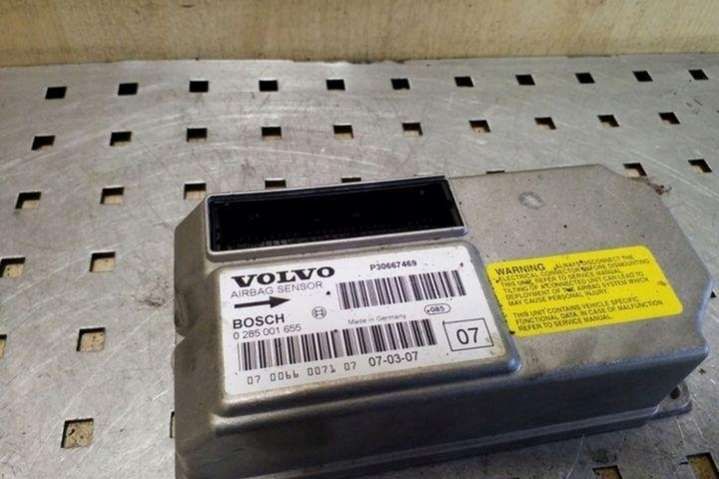 VOLVO
AIRBAG SENSOR
P30667469
BOSCH
0 285 001 655
Made in Germany
085
07
07 0066 0071 07
07-03-07
WARNING ALWAYS DISCONNECT THE
ELECTRICAL CONNECTOR BEFORE DISMOUNTING
THIS UNIT. REFER TO SERVICE MANUAL.
TILTING OF A CONNECTED UNIT CAN LEAD TO
DEPLOYMENT OF THE AIRBAG SYSTEM WHICH
MAY CAUSE PERSONAL INJURY.
THIS UNIT CONTAINS VEHICLE SPECIFIC
FUNCTIONAL DATA. IN CASE OF MALFUNCTION
REFER TO SERVICE MANUAL.